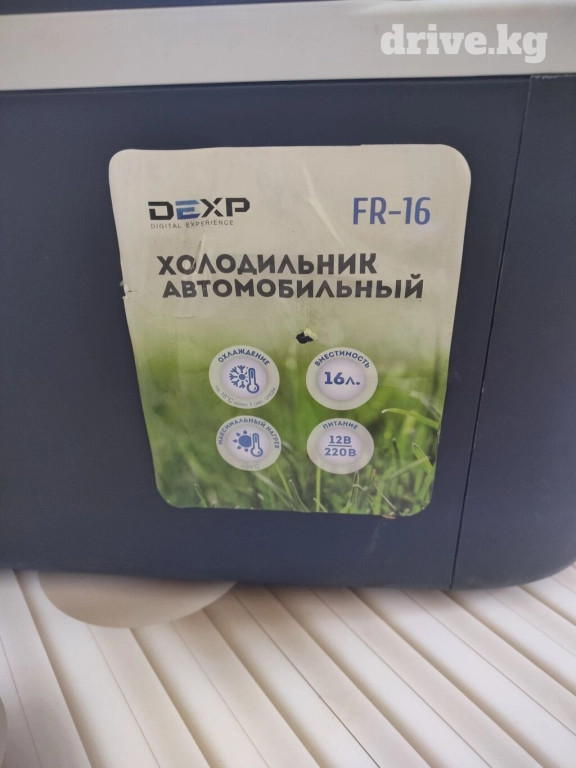 drive.kg
DEXP
DIGITAL EXPERIENCE
FR-16
ХОЛОДИЛЬНИК
АВТОМОБИЛЬНЫЙ
ОХЛАЖДЕНИЕ
ВМЕСТИМОСТЬ
16л.
МАКСИМАЛЬНЫЙ НАГРЕВ
ПИТАНИЕ
12В
220В